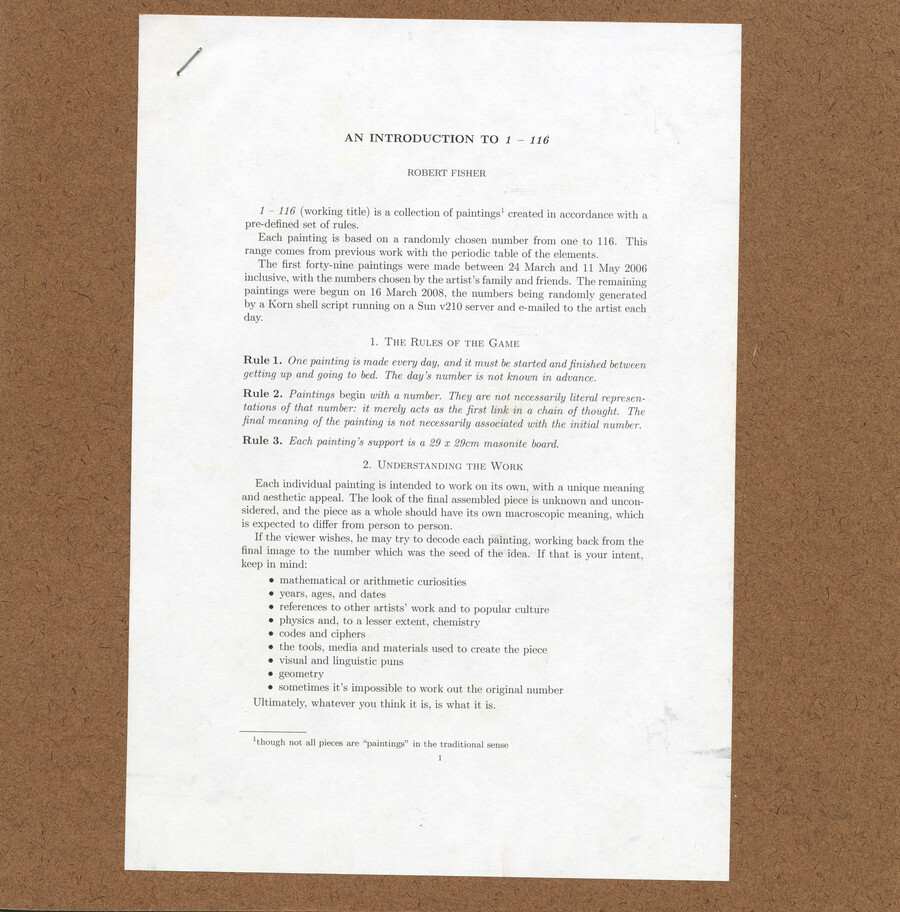 AN INTRODUCTION TO 1 – 116
ROBERT FISHER
1 – 116 (working title) is a collection of paintings¹ created in accordance with a
pre-defined set of rules.
Each painting is based on a randomly chosen number from one to 116. This
range comes from previous work with the periodic table of the elements.
The first forty-nine paintings were made between 24 March and 11 May 2006
inclusive, with the numbers chosen by the artist's family and friends. The remaining
paintings were begun on 16 March 2008, the numbers being randomly generated
by a Korn shell script running on a Sun v210 server and e-mailed to the artist each
day.
1. THE RULES OF THE GAME
Rule 1. One painting is made every day, and it must be started and finished between
getting up and going to bed. The day's number is not known in advance.
Rule 2. Paintings begin with a number. They are not necessarily literal represen-
tations of that number: it merely acts as the first link in a chain of thought. The
final meaning of the painting is not necessarily associated with the initial number.
Rule 3. Each painting's support is a 29 x 29cm masonite board.
2. UNDERSTANDING THE WORK
Each individual painting is intended to work on its own, with a unique meaning
and aesthetic appeal. The look of the final assembled piece is unknown and uncon-
sidered, and the piece as a whole should have its own macroscopic meaning, which
is expected to differ from person to person.
If the viewer wishes, he may try to decode each painting, working back from the
final image to the number which was the seed of the idea. If that is your intent,
keep in mind:
• mathematical or arithmetic curiosities
• years, ages, and dates
• references to other artists' work and to popular culture
• physics and, to a lesser extent, chemistry
• codes and ciphers
• the tools, media and materials used to create the piece
• visual and linguistic puns
• geometry
• sometimes it's impossible to work out the original number
Ultimately, whatever you think it is, is what it is.
¹though not all pieces are "paintings" in the traditional sense
1